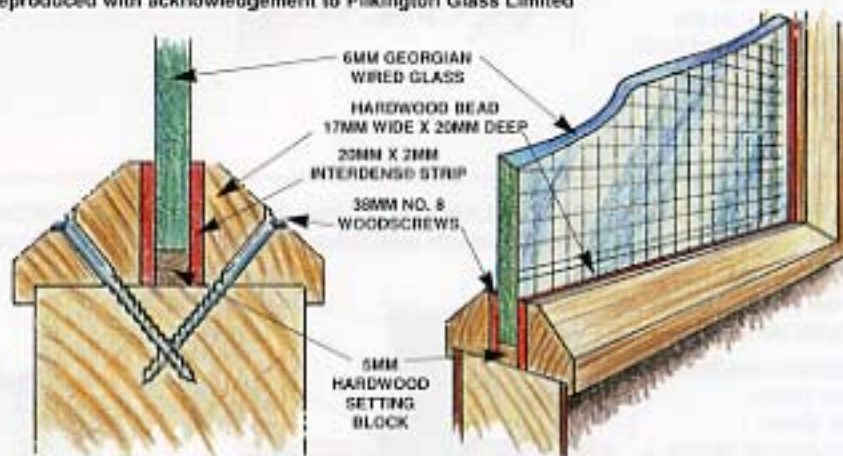 eproduced with acknowledgement to Pilkington Glass Limited
6MM GEORGIAN
WIRED GLASS
HARDWOOD BEAD
17MM WIDE X 20MM DEEP
20MM X 2MM
INTERDENS® STRIP
38MM NO. 8
WOODSCREWS
5MM
HARDWOOD
SETTING
BLOCK